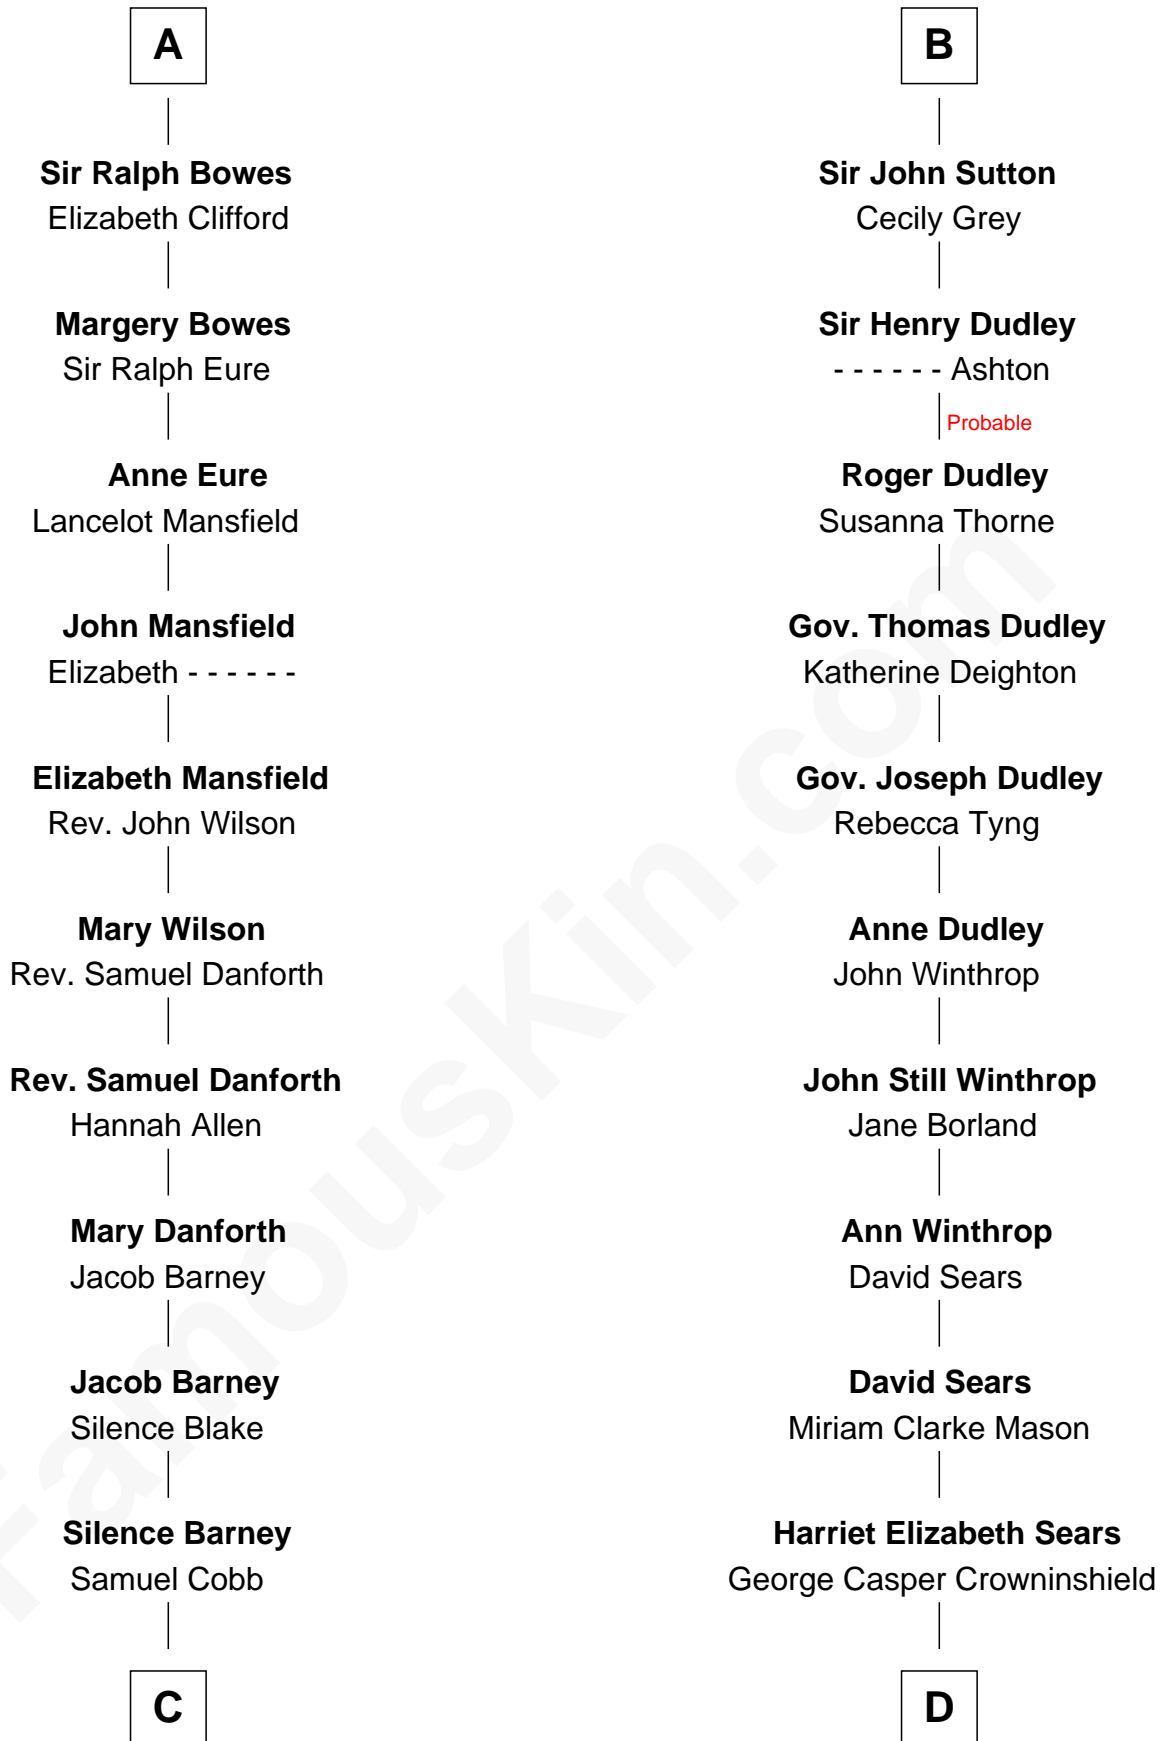 A
Sir Ralph Bowes
Elizabeth Clifford
Margery Bowes
Sir Ralph Eure
Anne Eure
Lancelot Mansfield
John Mansfield
Elizabeth - - - - - -
Elizabeth Mansfield
Rev. John Wilson
Mary Wilson
Rev. Samuel Danforth
Rev. Samuel Danforth
Hannah Allen
Mary Danforth
Jacob Barney
Jacob Barney
Silence Blake
Silence Barney
Samuel Cobb
C
B
Sir John Sutton
Cecily Grey
Sir Henry Dudley
- - - - - - Ashton
Probable
Roger Dudley
Susanna Thorne
Gov. Thomas Dudley
Katherine Deighton
Gov. Joseph Dudley
Rebecca Tyng
Anne Dudley
John Winthrop
John Still Winthrop
Jane Borland
Ann Winthrop
David Sears
David Sears
Miriam Clarke Mason
Harriet Elizabeth Sears
George Casper Crowninshield
D
FamousKin.com